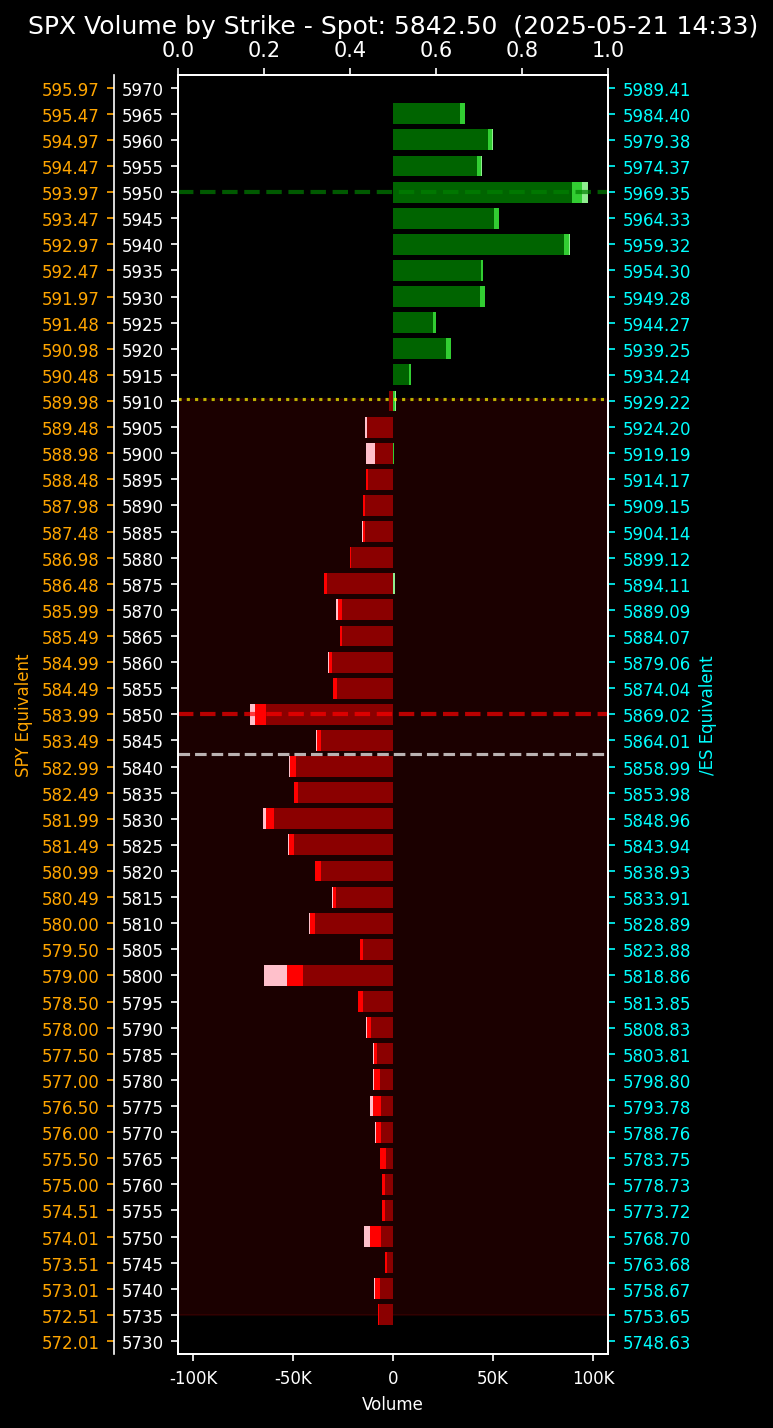 SPX Volume by Strike - Spot: 5842.50 (2025-05-21 14:33)
0.0 0.2 0.4 0.6 0.8 1.0
595.97 5970 5989.41
595.47 5965 5984.40
594.97 5960 5979.38
594.47 5955 5974.37
593.97 5950 5969.35
593.47 5945 5964.33
592.97 5940 5959.32
592.47 5935 5954.30
591.97 5930 5949.28
591.48 5925 5944.27
590.98 5920 5939.25
590.48 5915 5934.24
589.98 5910 5929.22
589.48 5905 5924.20
588.98 5900 5919.19
588.48 5895 5914.17
587.98 5890 5909.15
587.48 5885 5904.14
586.98 5880 5899.12
586.48 5875 5894.11
585.99 5870 5889.09
585.49 5865 5884.07
584.99 5860 5879.06
584.49 5855 5874.04
583.99 5850 5869.02
583.49 5845 5864.01
582.99 5840 5858.99
582.49 5835 5853.98
581.99 5830 5848.96
581.49 5825 5843.94
580.99 5820 5838.93
580.49 5815 5833.91
580.00 5810 5828.89
579.50 5805 5823.88
579.00 5800 5818.86
578.50 5795 5813.85
578.00 5790 5808.83
577.50 5785 5803.81
577.00 5780 5798.80
576.50 5775 5793.78
576.00 5770 5788.76
575.50 5765 5783.75
575.00 5760 5778.73
574.51 5755 5773.72
574.01 5750 5768.70
573.51 5745 5763.68
573.01 5740 5758.67
572.51 5735 5753.65
572.01 5730 5748.63
SPY Equivalent
/ES Equivalent
-100K -50K 0 50K 100K
Volume